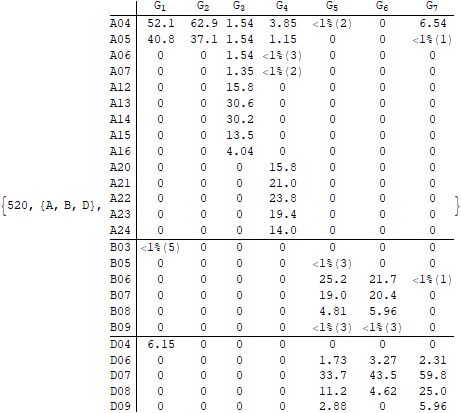 G1 G2 G3 G4 G5 G6 G7
A04 52.1 62.9 1.54 3.85 <1%(2) 0 6.54
A05 40.8 37.1 1.54 1.15 0 0 <1%(1)
A06 0 0 1.54 <1%(3) 0 0 0
A07 0 0 1.35 <1%(2) 0 0 0
A12 0 0 15.8 0 0 0 0
A13 0 0 30.6 0 0 0 0
A14 0 0 30.2 0 0 0 0
A15 0 0 13.5 0 0 0 0
A16 0 0 4.04 0 0 0 0
A20 0 0 0 15.8 0 0 0
A21 0 0 0 21.0 0 0 0
{520, {A, B, D}, A22 0 0 0 23.8 0 0 0 }
A23 0 0 0 19.4 0 0 0
A24 0 0 0 14.0 0 0 0
B03 <1%(5) 0 0 0 0 0 0
B05 0 0 0 0 <1%(3) 0 0
B06 0 0 0 0 25.2 21.7 <1%(1)
B07 0 0 0 0 19.0 20.4 0
B08 0 0 0 0 4.81 5.96 0
B09 0 0 0 0 <1%(3) <1%(3) 0
D04 6.15 0 0 0 0 0 0
D06 0 0 0 0 1.73 3.27 2.31
D07 0 0 0 0 33.7 43.5 59.8
D08 0 0 0 0 11.2 4.62 25.0
D09 0 0 0 0 2.88 0 5.96